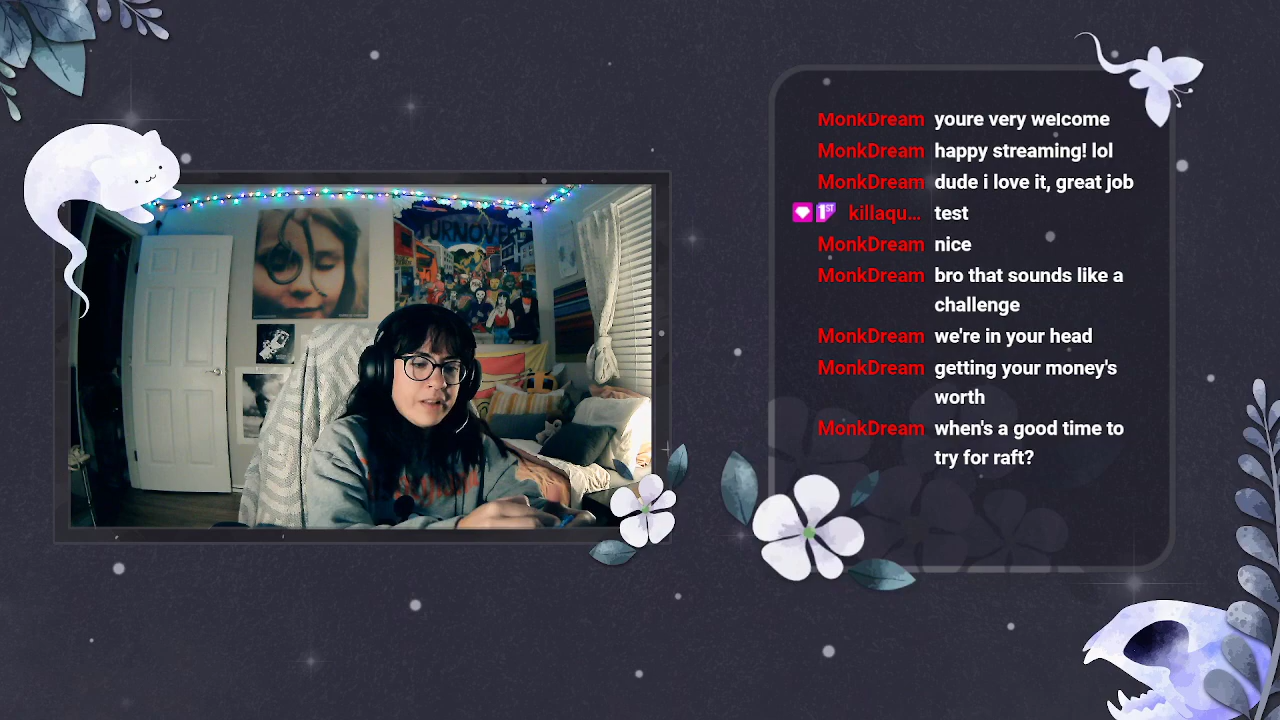 MonkDream youre very welcome
MonkDream happy streaming! lol
MonkDream dude i love it, great job
1ST killaqu... test
MonkDream nice
MonkDream bro that sounds like a
challenge
MonkDream we're in your head
MonkDream getting your money's
worth
MonkDream when's a good time to
try for raft?
TURNOVER